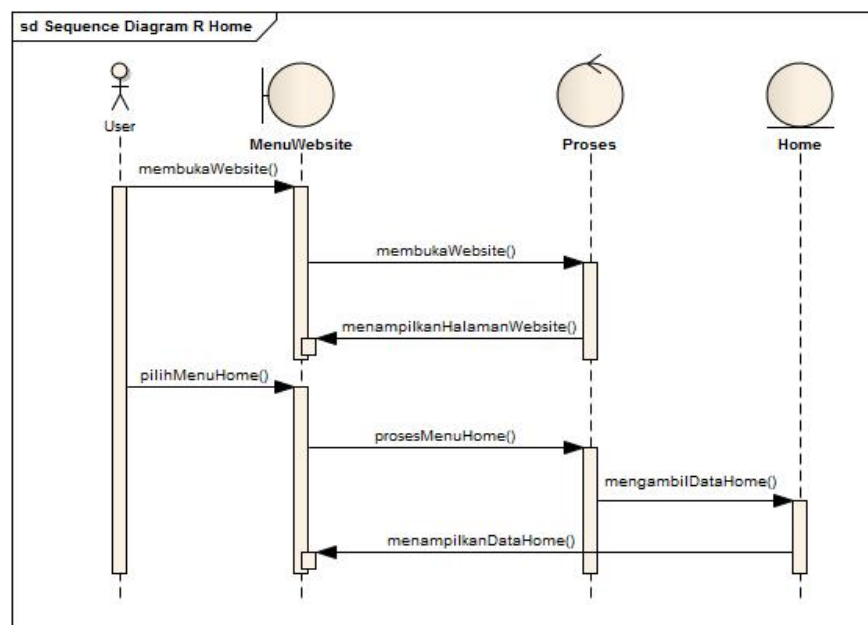 sd Sequence Diagram R Home
User
MenuWebsite
Proses
Home
membukaWebsite()
membukaWebsite()
menampilkanHalamanWebsite()
pilihMenuHome()
prosesMenuHome()
mengambilDataHome()
menampilkanDataHome()